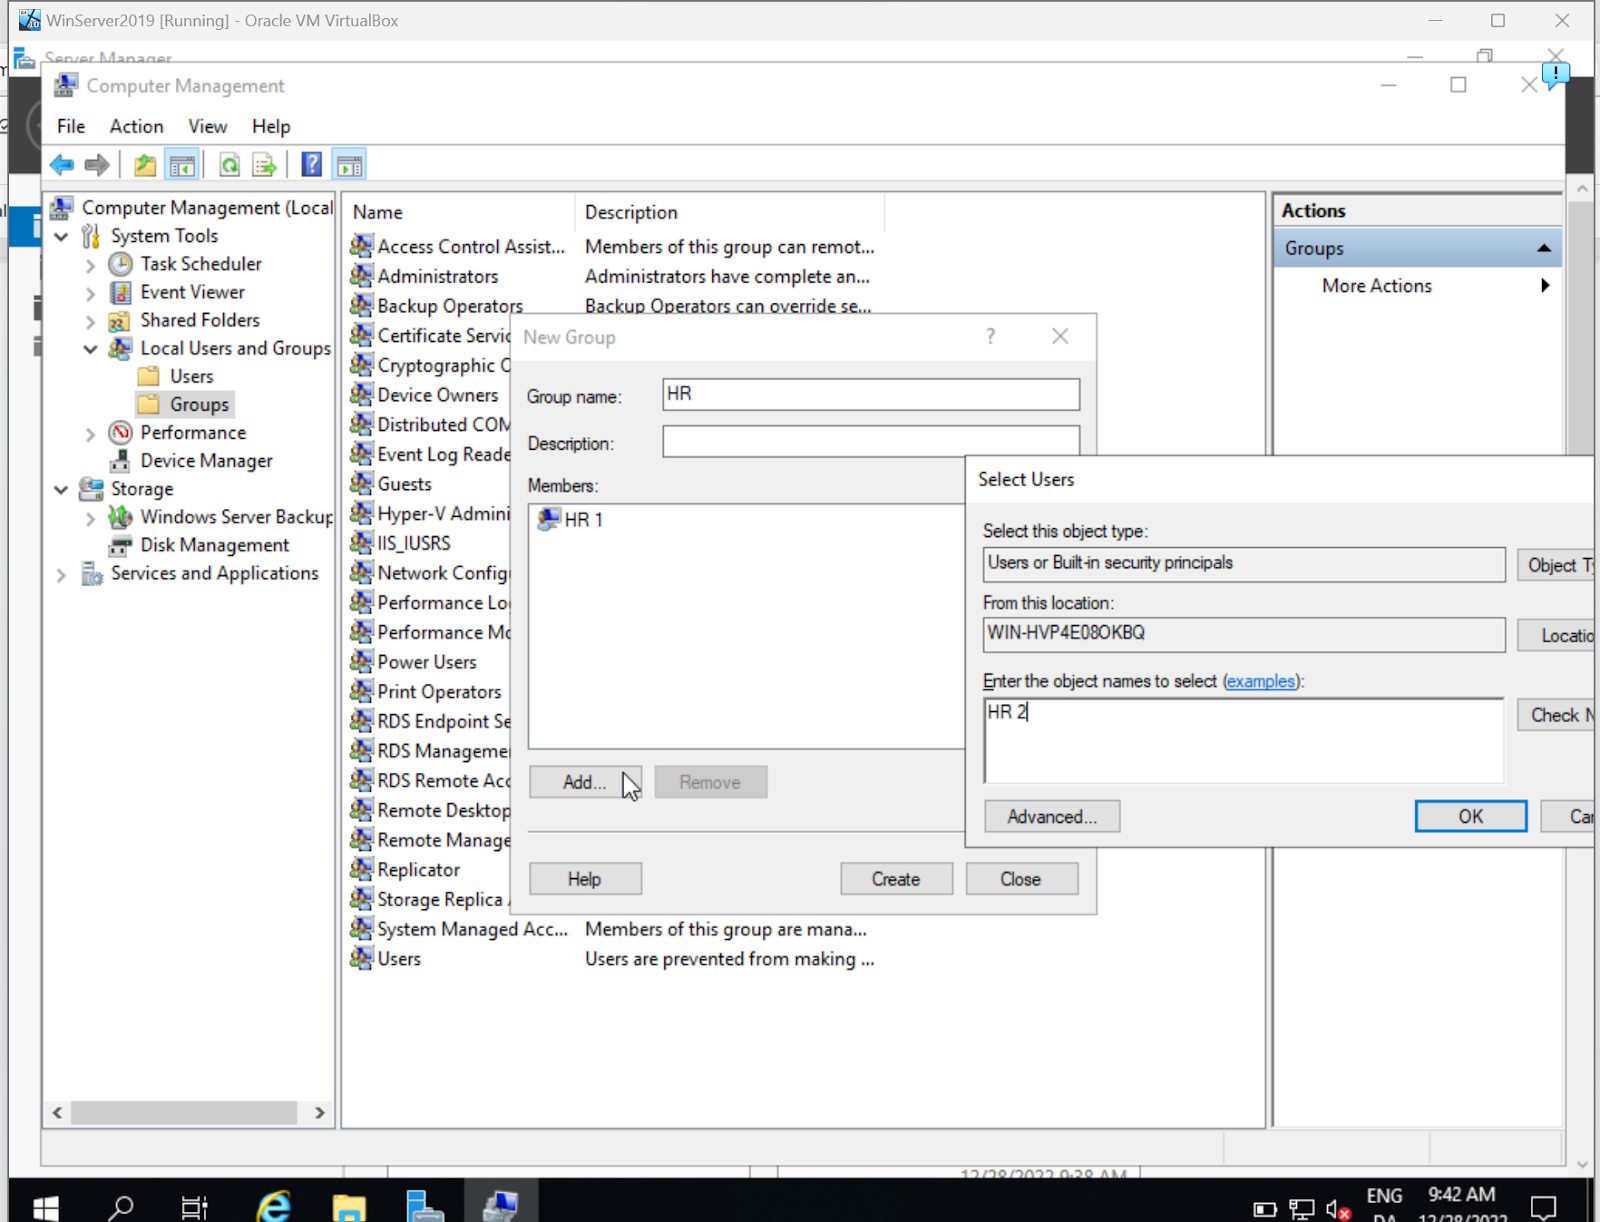 WinServer2019 [Running] - Oracle VM VirtualBox
Server Manager
Computer Management
File Action View Help
Computer Management (Local
System Tools
Task Scheduler
Event Viewer
Shared Folders
Local Users and Groups
Users
Groups
Performance
Device Manager
Storage
Windows Server Backup
Disk Management
Services and Applications
Name Description
Access Control Assist... Members of this group can remot...
Administrators Administrators have complete an...
Backup Operators Backup Operators can override se...
Certificate Servic
Cryptographic O
Device Owners
Distributed COM
Event Log Reade
Guests
Hyper-V Admini
IIS_IUSRS
Network Configu
Performance Log
Performance Mo
Power Users
Print Operators
RDS Endpoint Se
RDS Managemen
RDS Remote Acc
Remote Desktop
Remote Manage
Replicator
Storage Replica A
System Managed Acc... Members of this group are mana...
Users Users are prevented from making ...
Actions
Groups
More Actions
New Group
Group name: HR
Description:
Members:
HR 1
Add... Remove
Help Create Close
Select Users
Select this object type:
Users or Built-in security principals Object Ty
From this location:
WIN-HVP4E08OKBQ Locatio
Enter the object names to select (examples):
HR 2 Check N
Advanced... OK Can
12/28/2022 9:38 AM
ENG 9:42 AM
DA 12/28/2022